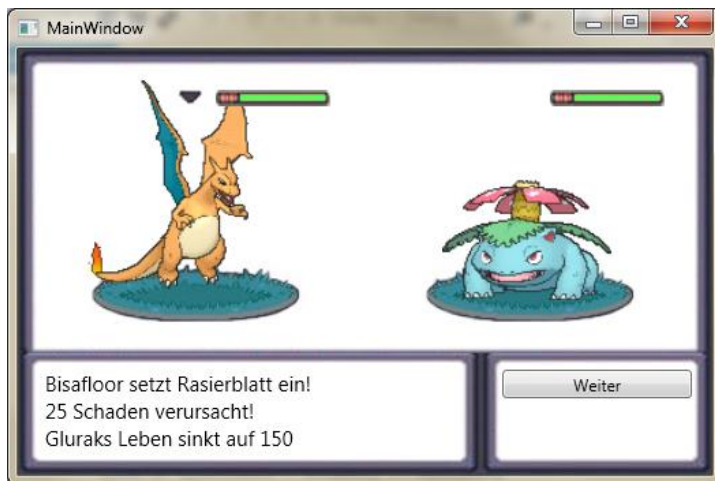 MainWindow
Bisafloor setzt Rasierblatt ein!
25 Schaden verursacht!
Gluraks Leben sinkt auf 150
Weiter